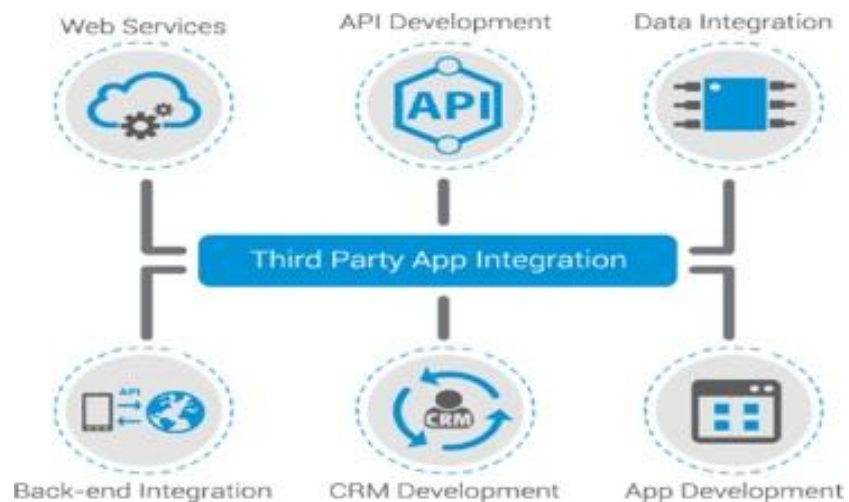 Web Services
API Development
Data Integration
API
Third Party App Integration
API
CRM
Back-end Integration
CRM Development
App Development